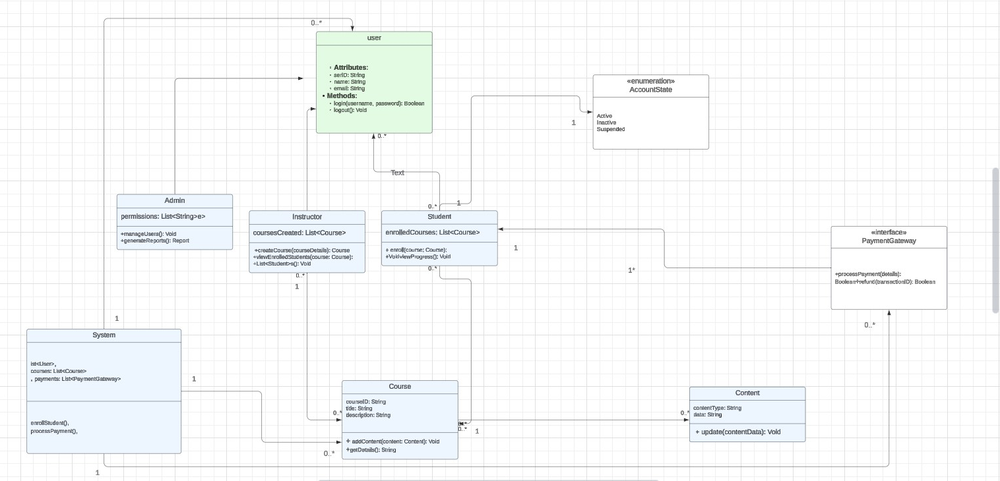 0..*
user
Attributes:
serID: String
name: String
email: String
Methods:
login(username, password): Boolean
logout(): Void
0..*
Text
«enumeration»
AccountState
Active
Inactive
Suspended
1
Admin
permissions: List<String>e>
+manageUsers(): Void
+generateReports(): Report
Instructor
coursesCreated: List<Course>
+createCourse(courseDetails): Course
+viewEnrolledStudents(course: Course):
+List<Student>s(): Void
0..*
1
0..*
1
Student
enrolledCourses; List<Course>
+ enroll(course; Course);
+VoidviewProgress(); Void
0..*
1
1*
«interface»
PaymentGateway
+processPayment(details):
Boolean+refund(transactionID): Boolean
0..*
1
System
ist<User>,
courses: List<Course>
, payments: List<PaymentGateway>
enrollStudent(),
processPayment(),
1
1
Course
courseID: String
title: String
description: String
+ addContent(content: Content): Void
+getDetails(): String
0..*
0..*
0..*
1
0..*
Content
contentType: String
data: String
+ update(contentData): Void